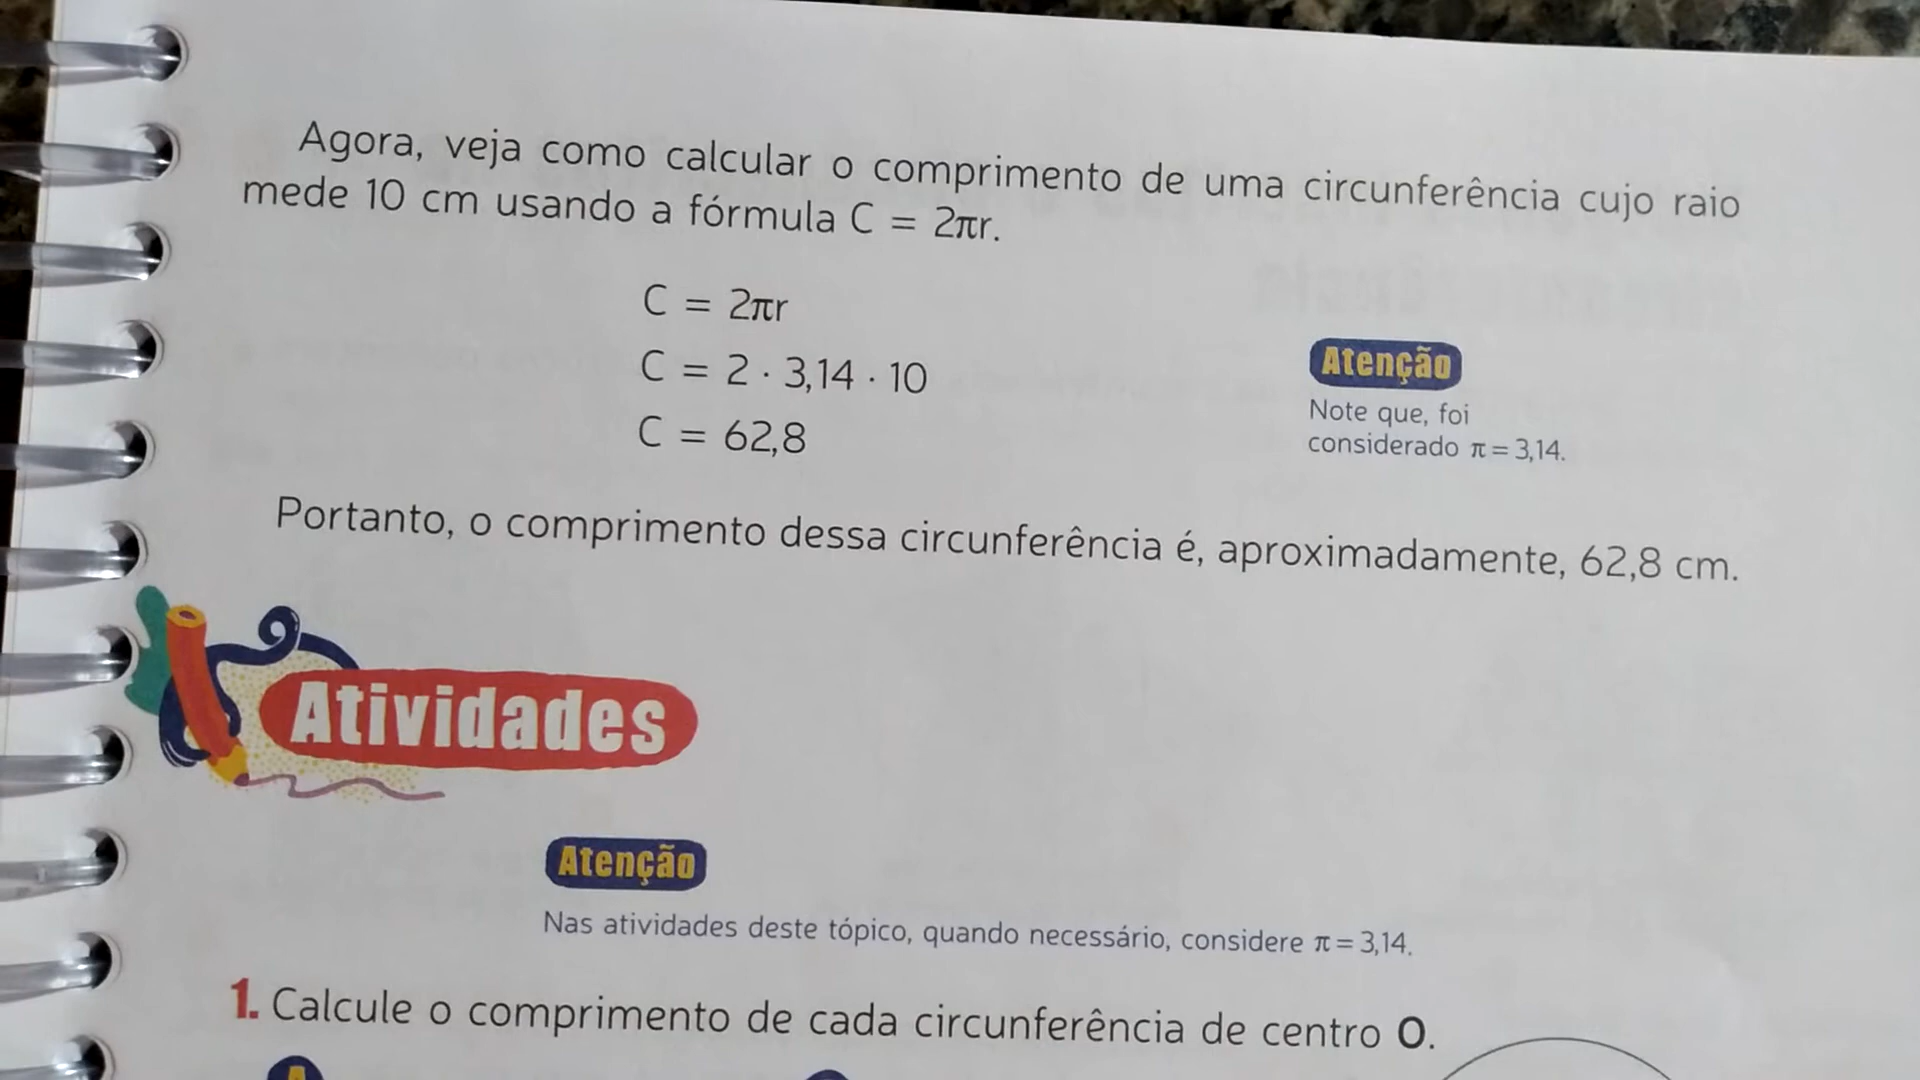 Agora, veja como calcular o comprimento de uma circunferência cujo raio
mede 10 cm usando a fórmula C = 2πr.
C = 2πr
C = 2 · 3,14 · 10
C = 62,8
Atenção
Note que, foi
considerado π = 3,14.
Portanto, o comprimento dessa circunferência é, aproximadamente, 62,8 cm.
Atividades
Atenção
Nas atividades deste tópico, quando necessário, considere π = 3,14.
1. Calcule o comprimento de cada circunferência de centro O.